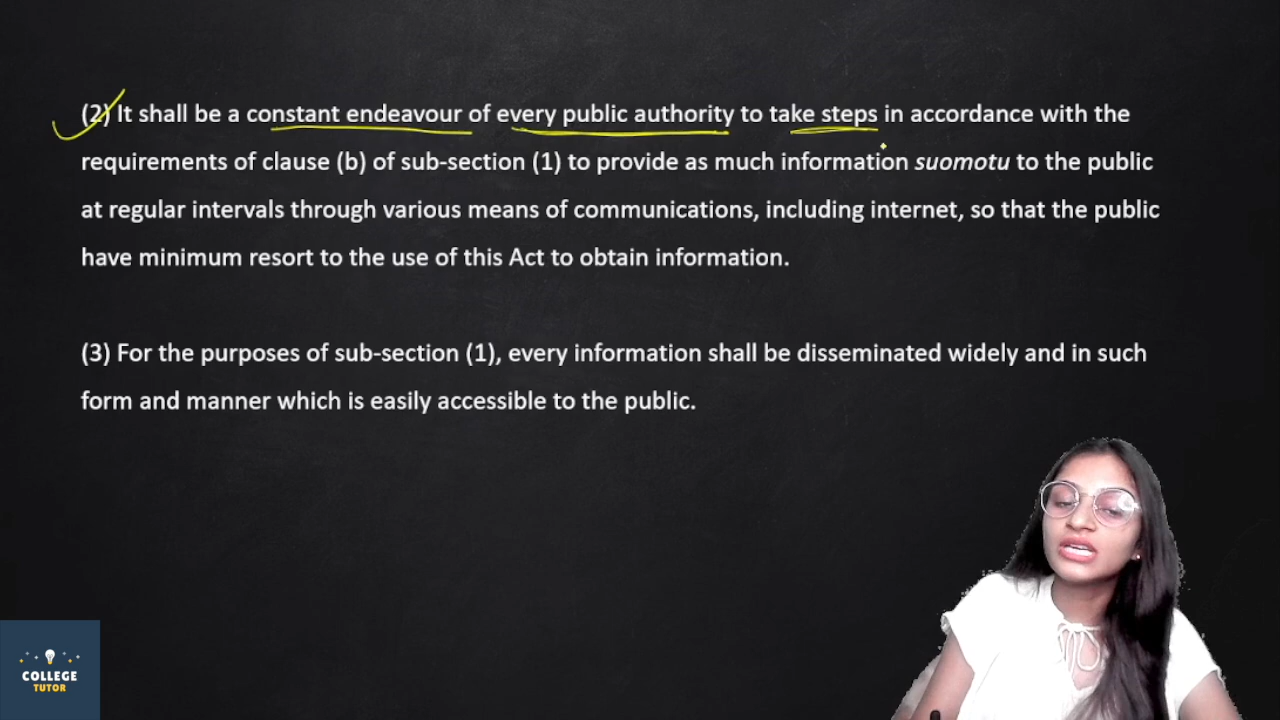 (2) It shall be a constant endeavour of every public authority to take steps in accordance with the
requirements of clause (b) of sub-section (1) to provide as much information suomotu to the public
at regular intervals through various means of communications, including internet, so that the public
have minimum resort to the use of this Act to obtain information.
(3) For the purposes of sub-section (1), every information shall be disseminated widely and in such
form and manner which is easily accessible to the public.
COLLEGE
TUTOR